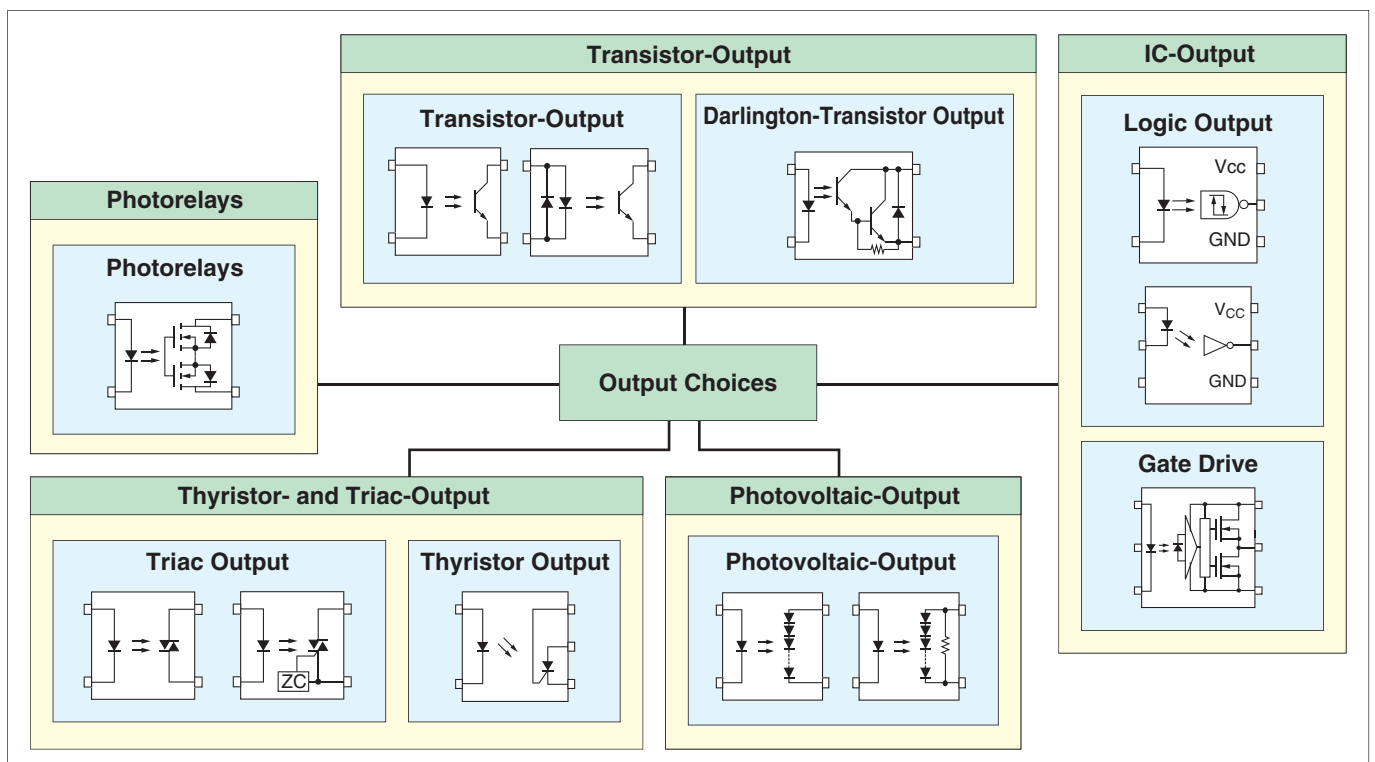 Transistor-Output
Transistor-Output
Darlington-Transistor Output
IC-Output
Logic Output
Vcc
GND
VCC
GND
Gate Drive
Photorelays
Photorelays
Output Choices
Thyristor- and Triac-Output
Triac Output
ZC
Thyristor Output
Photovoltaic-Output
Photovoltaic-Output